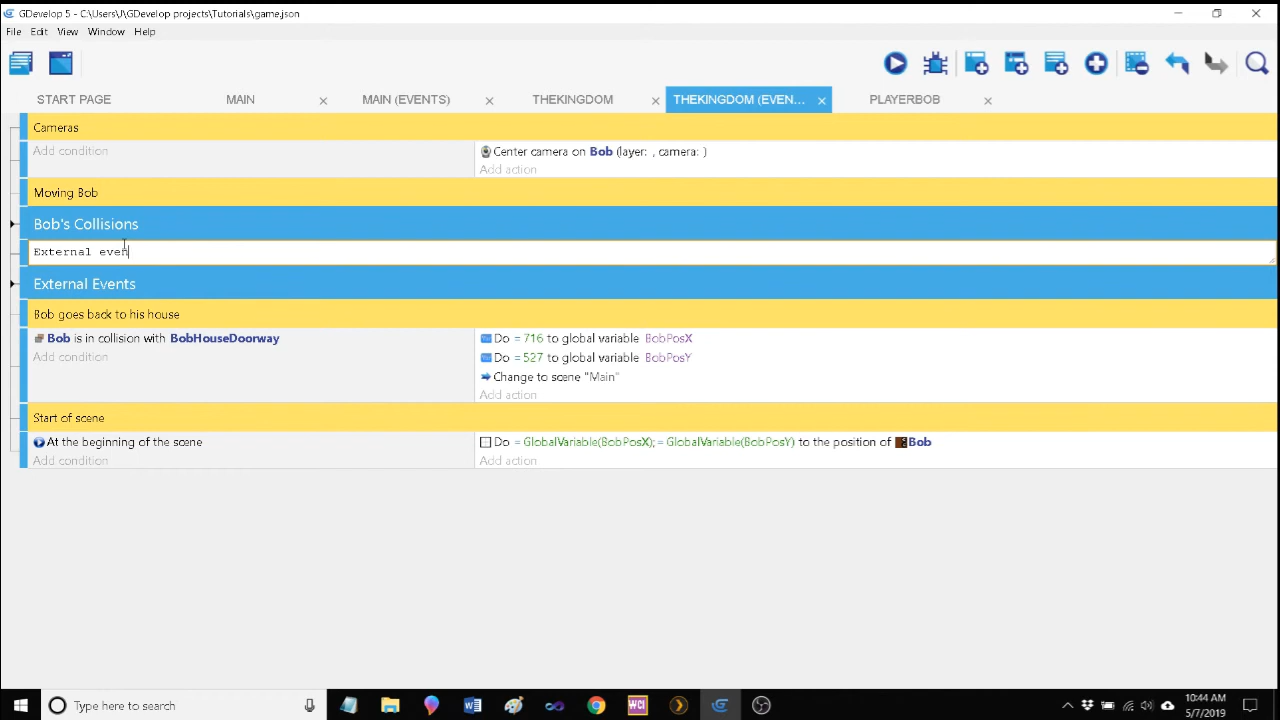 GDevelop 5 - C:\Users\J\GDevelop projects\Tutorials\game.json
File Edit View Window Help
START PAGE MAIN MAIN (EVENTS) THEKINGDOM THEKINGDOM (EVEN... PLAYERBOB
Cameras
Add condition Center camera on Bob (layer: , camera: )
Add action
Moving Bob
Bob's Collisions
External even
External Events
Bob goes back to his house
Bob is in collision with BobHouseDoorway Do = 716 to global variable BobPosX
Add condition Do = 527 to global variable BobPosY
Change to scene "Main"
Add action
Start of scene
At the beginning of the scene Do = GlobalVariable(BobPosX); = GlobalVariable(BobPosY) to the position of Bob
Add condition Add action
Type here to search WCI 10:44 AM
5/7/2019